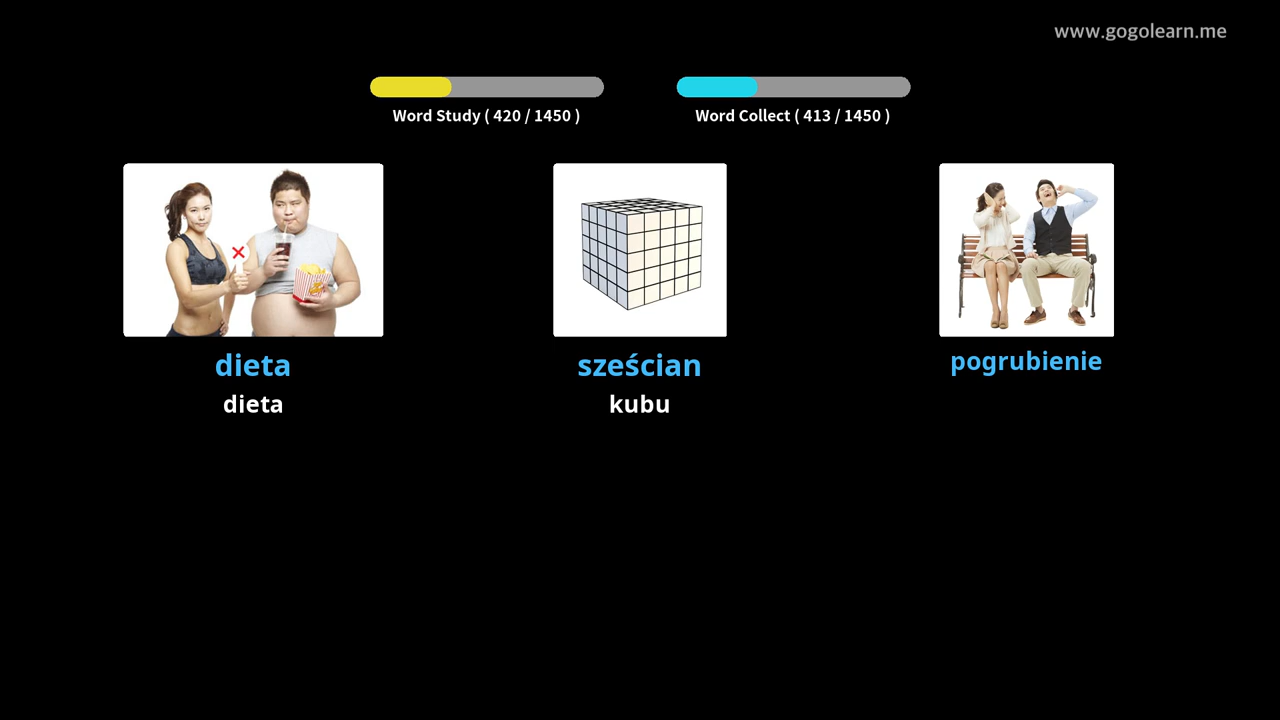 www.gogolearn.me
Word Study ( 420 / 1450 )
Word Collect ( 413 / 1450 )
dieta
dieta
sześcian
kubu
pogrubienie